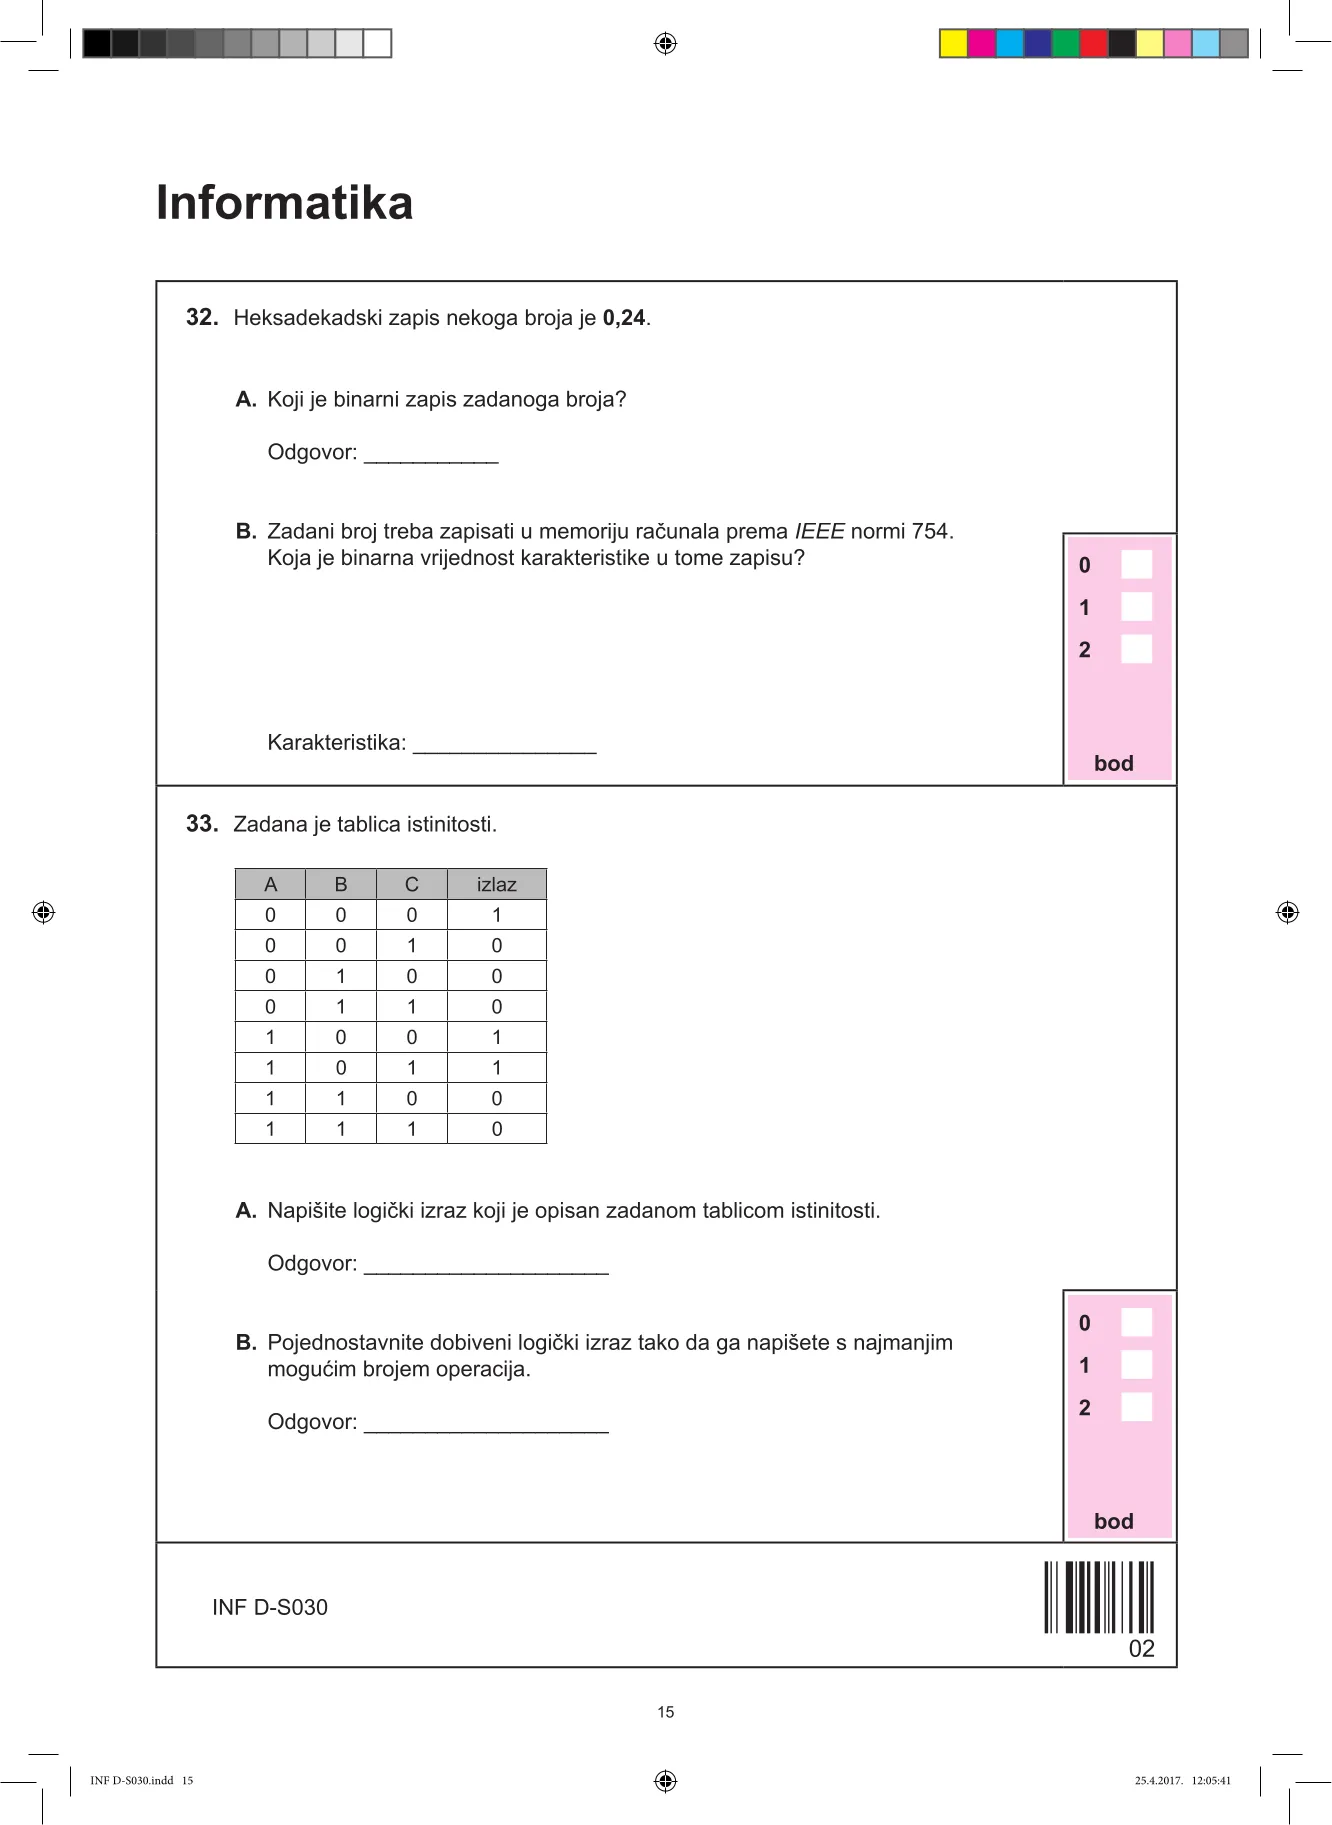 Informatika
32. Heksadekadski zapis nekoga broja je 0,24.
A. Koji je binarni zapis zadanoga broja?
Odgovor: ___________
B. Zadani broj treba zapisati u memoriju računala prema IEEE normi 754.
Koja je binarna vrijednost karakteristike u tome zapisu?
Karakteristika: _______________
0
1
2
bod
33. Zadana je tablica istinitosti.
A B C izlaz
0 0 0 1
0 0 1 0
0 1 0 0
0 1 1 0
1 0 0 1
1 0 1 1
1 1 0 0
1 1 1 0
A. Napišite logički izraz koji je opisan zadanom tablicom istinitosti.
Odgovor: ____________________
B. Pojednostavnite dobiveni logički izraz tako da ga napišete s najmanjim
mogućim brojem operacija.
Odgovor: ____________________
0
1
2
bod
INF D-S030
02
15
INF D-S030.indd 15
25.4.2017. 12:05:41